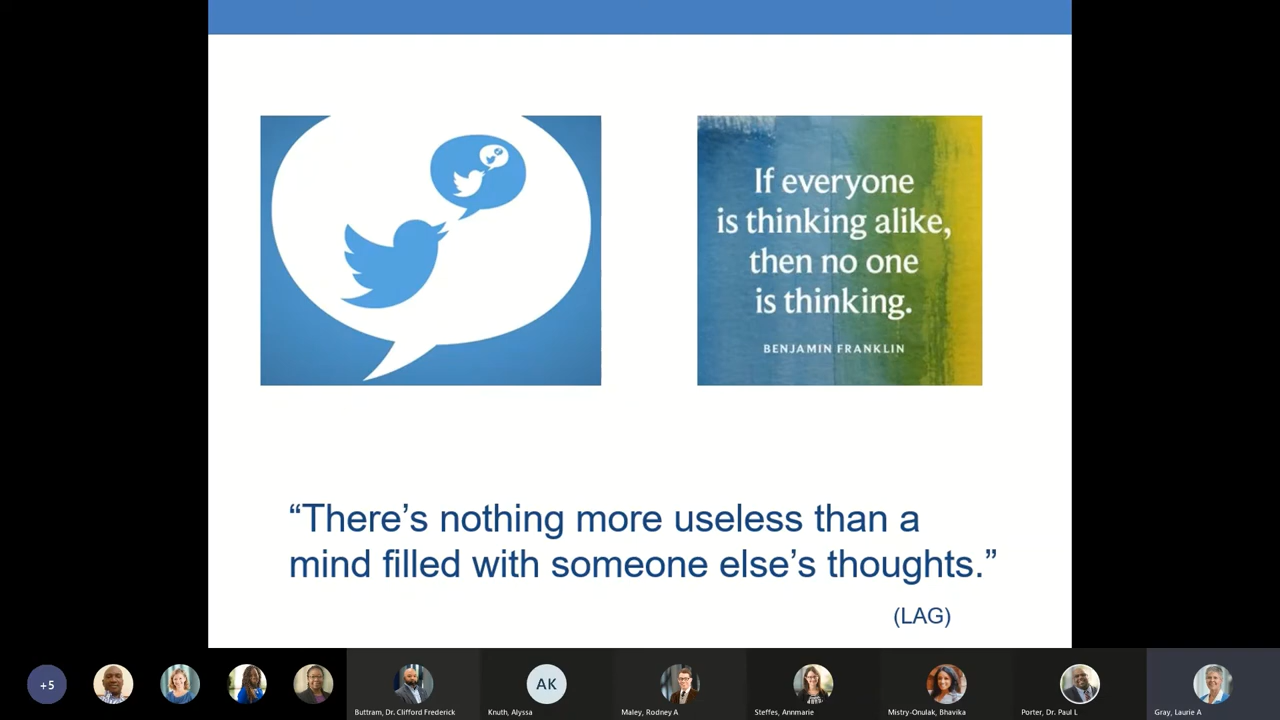 If everyone
is thinking alike,
then no one
is thinking.
BENJAMIN FRANKLIN
“There’s nothing more useless than a
mind filled with someone else’s thoughts.”
(LAG)
+5
AK
Buttram, Dr. Clifford Frederick
Knuth, Alyssa
Maley, Rodney A
Steffes, Annmarie
Mistry-Onulak, Bhavika
Porter, Dr. Paul L
Gray, Laurie A